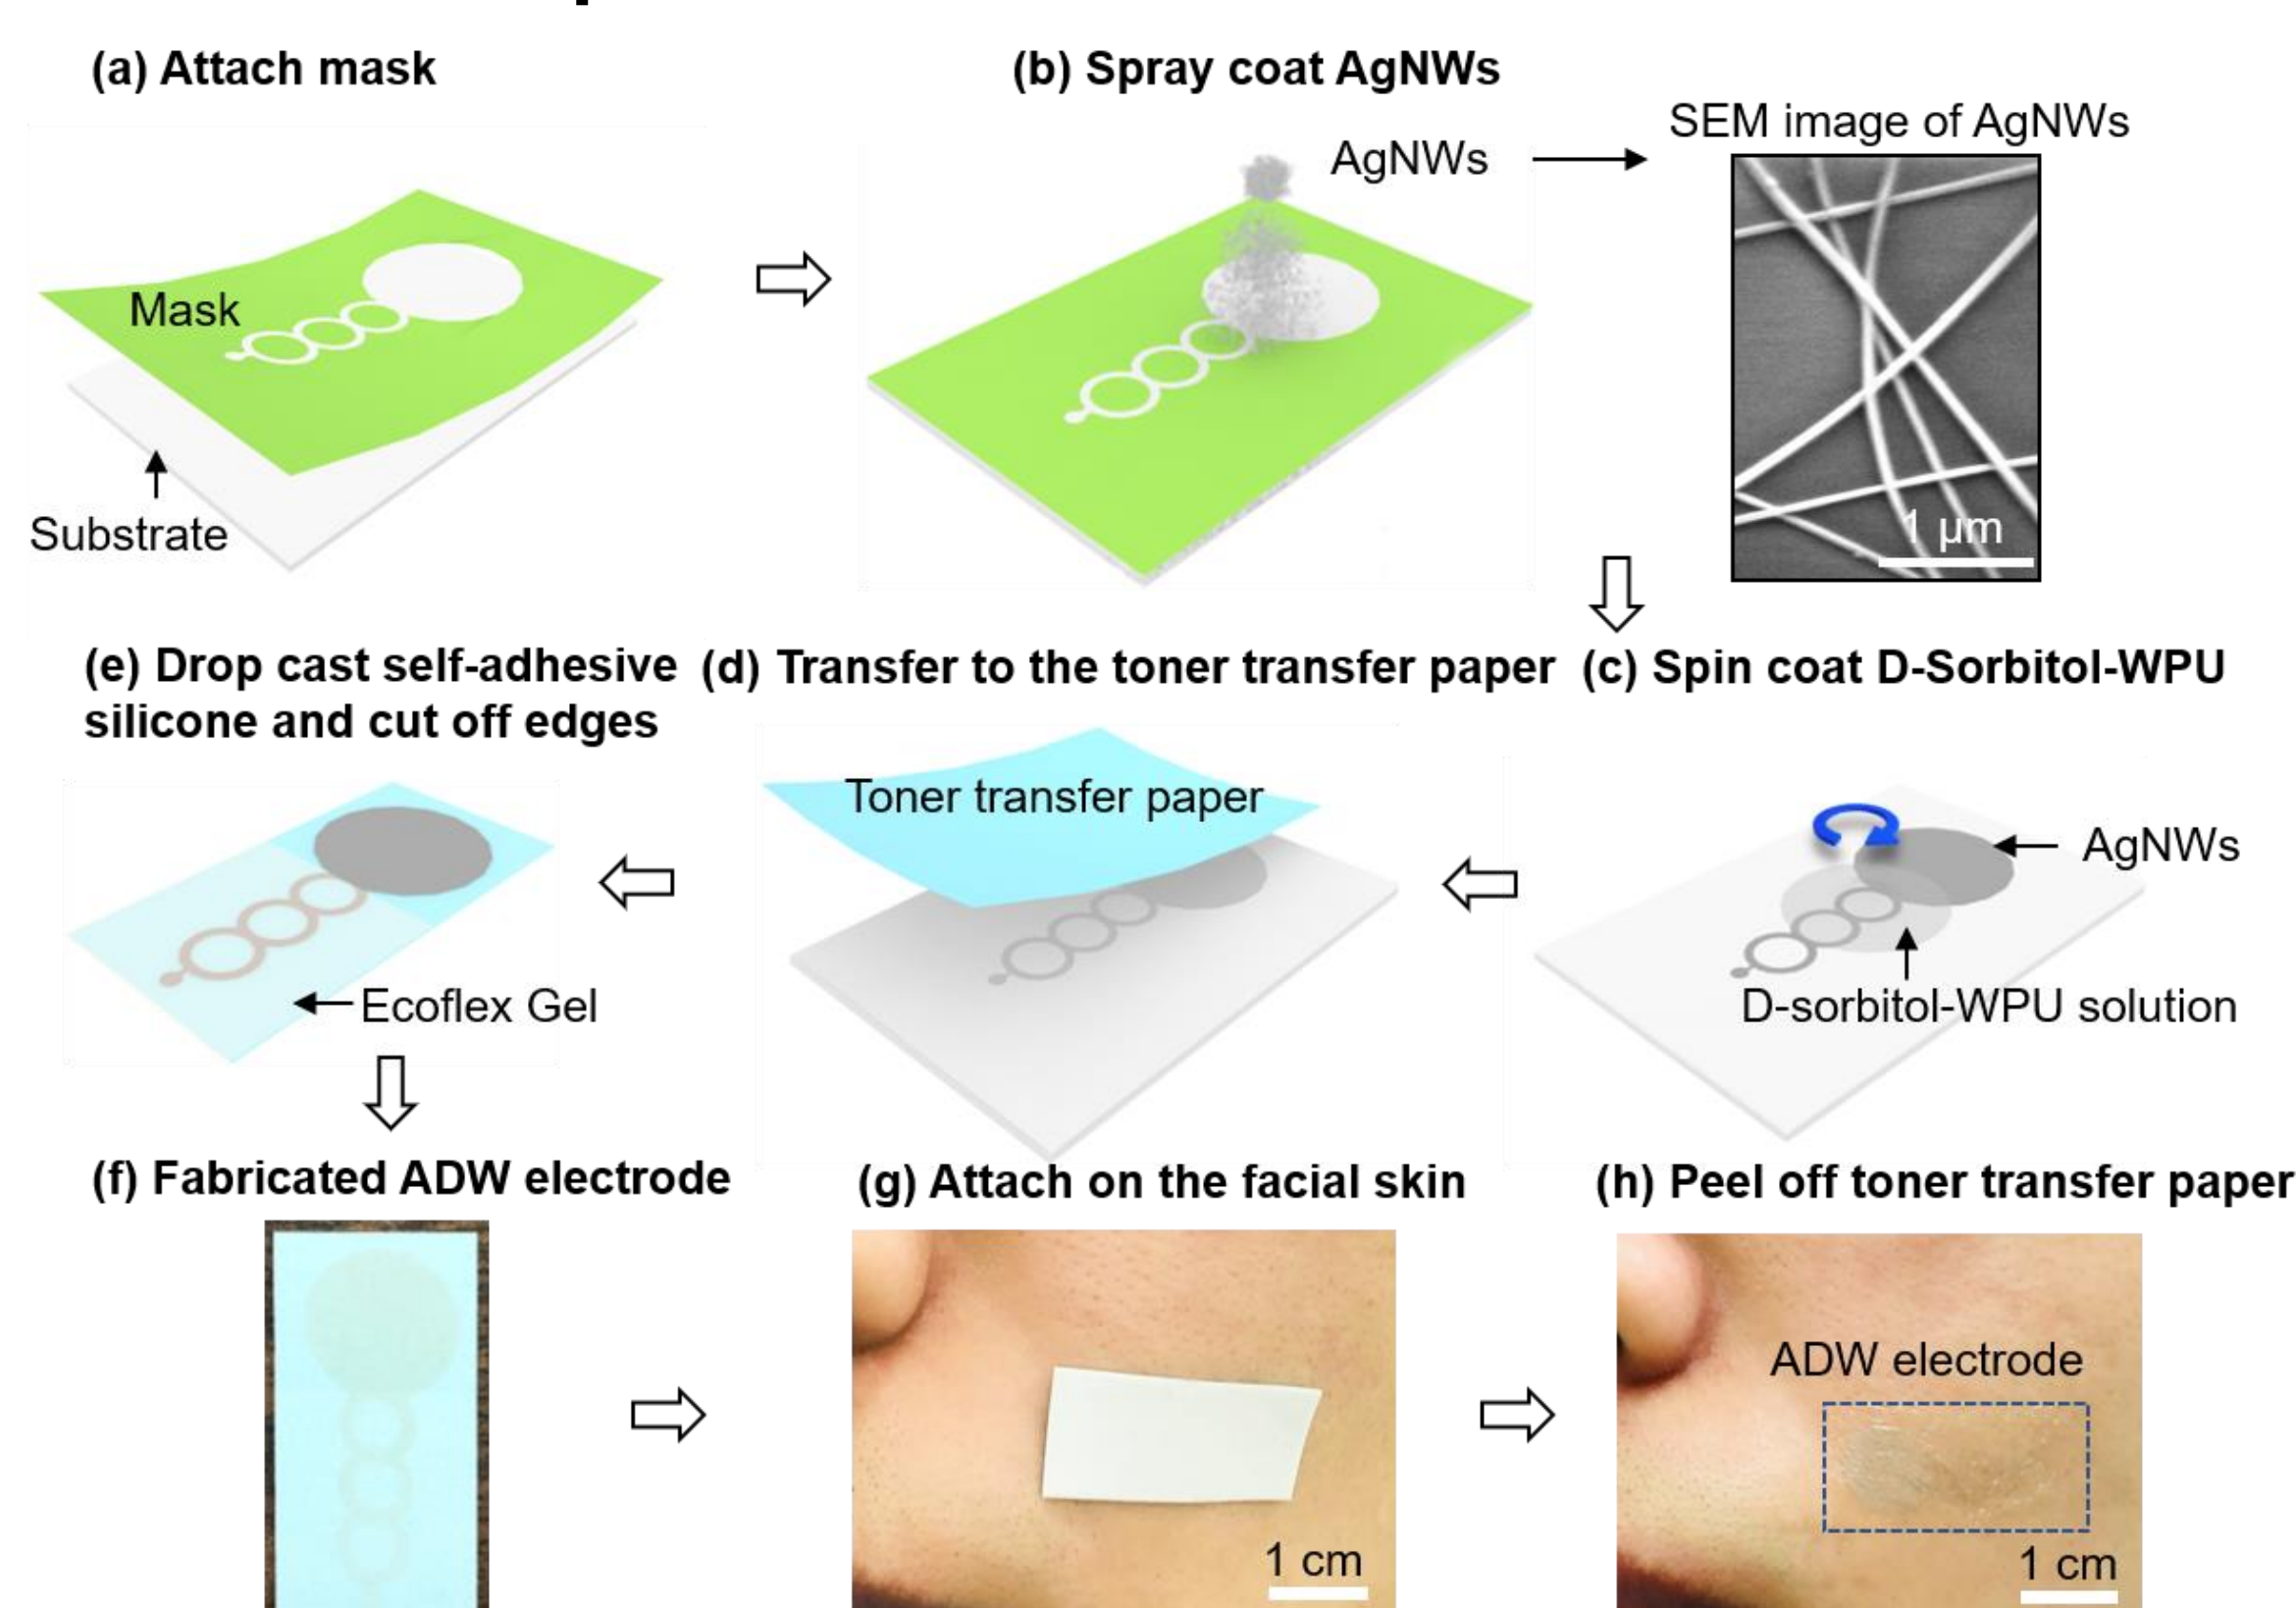 (a) Attach mask
Mask
Substrate
(b) Spray coat AgNWs
AgNWs
SEM image of AgNWs
1 μm
(e) Drop cast self-adhesive
silicone and cut off edges
Ecoflex Gel
(d) Transfer to the toner transfer paper
Toner transfer paper
(c) Spin coat D-Sorbitol-WPU
AgNWs
D-sorbitol-WPU solution
(f) Fabricated ADW electrode
(g) Attach on the facial skin
1 cm
(h) Peel off toner transfer paper
ADW electrode
1 cm